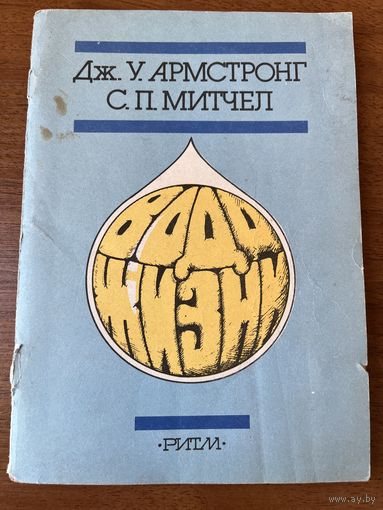 Дж. У. АРМСТРОНГ
С. П. МИТЧЕЛ
ВОДА
ЖИЗНИ
·РИТМ·
www.ay.by